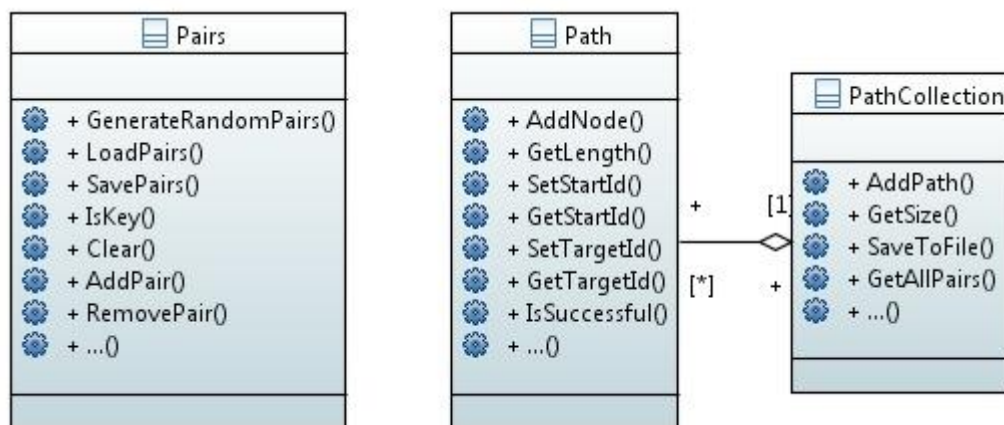 Pairs
+ GenerateRandomPairs()
+ LoadPairs()
+ SavePairs()
+ IsKey()
+ Clear()
+ AddPair()
+ RemovePair()
+ ...()
Path
+ AddNode()
+ GetLength()
+ SetStartId()
+ GetStartId()
+ SetTargetId()
+ GetTargetId()
+ IsSuccessful()
+ ...()
+ [1]
[*] +
PathCollection
+ AddPath()
+ GetSize()
+ SaveToFile()
+ GetAllPairs()
+ ...()